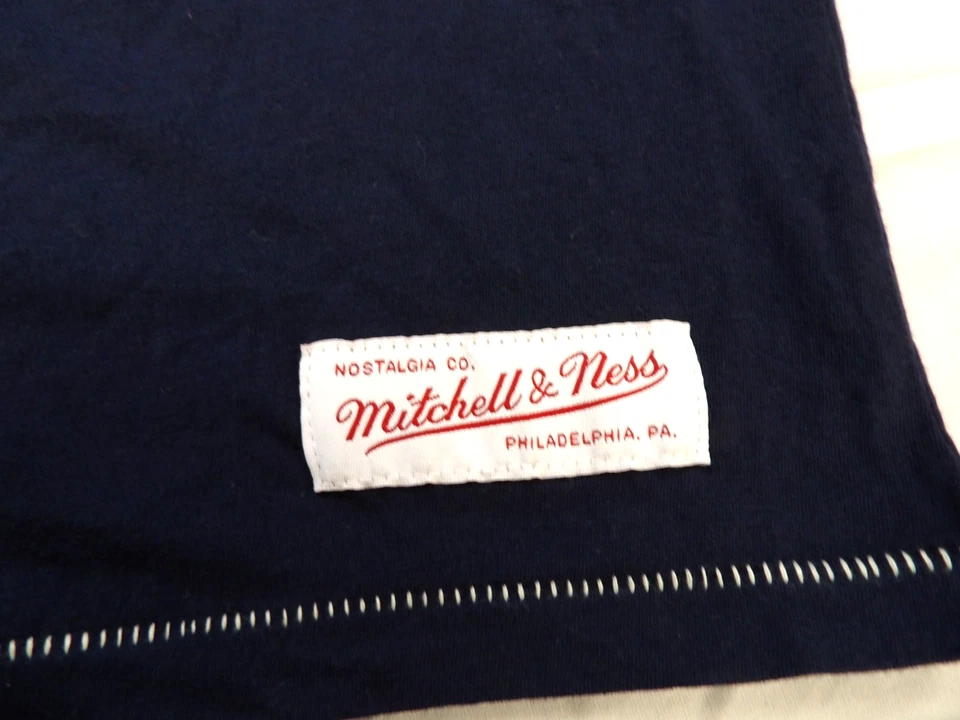 NOSTALGIA CO.
Mitchell & Ness
PHILADELPHIA. PA.